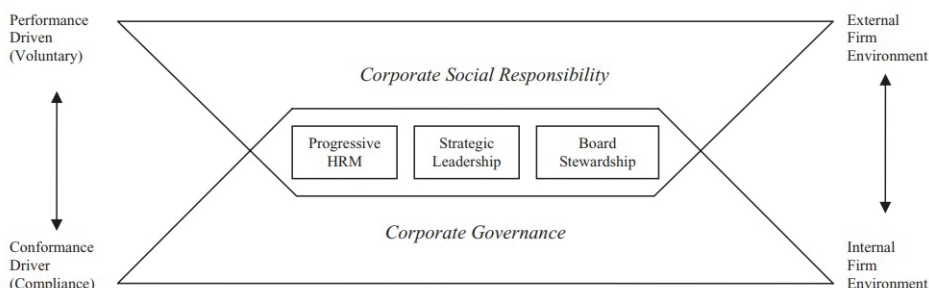 Performance
Driven
(Voluntary)
External
Firm
Environment
Corporate Social Responsibility
Progressive
HRM
Strategic
Leadership
Board
Stewardship
Corporate Governance
Conformance
Driver
(Compliance)
Internal
Firm
Environment